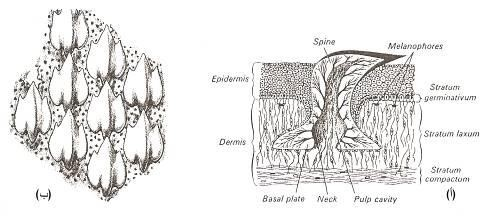 Spine
Melanophores
Epidermis
Stratum
germinativum
Dermis
Stratum laxum
Stratum
compactum
Basal plate
Neck
Pulp cavity
(ب)
(أ)